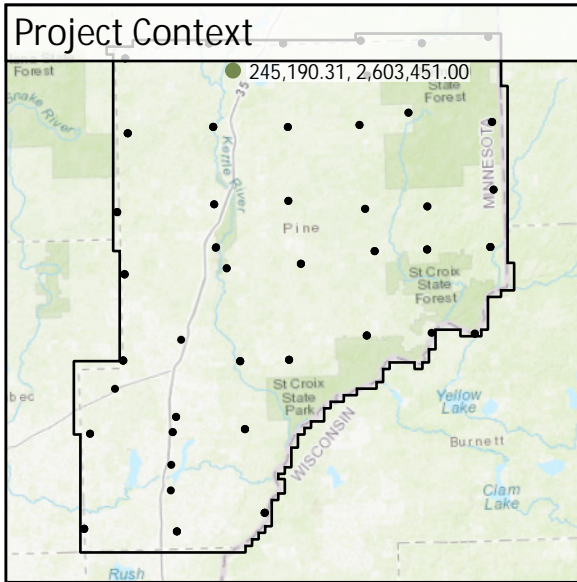 Project Context
Forest
245,190.31, 2,603,451.00
State
Forest
35
Snake River
Kettle River
MINNESOTA
Pine
St Croix
State
Forest
St Croix
State
Park
bec
Yellow
Lake
WISCONSIN
Burnett
Clam
Lake
Rush